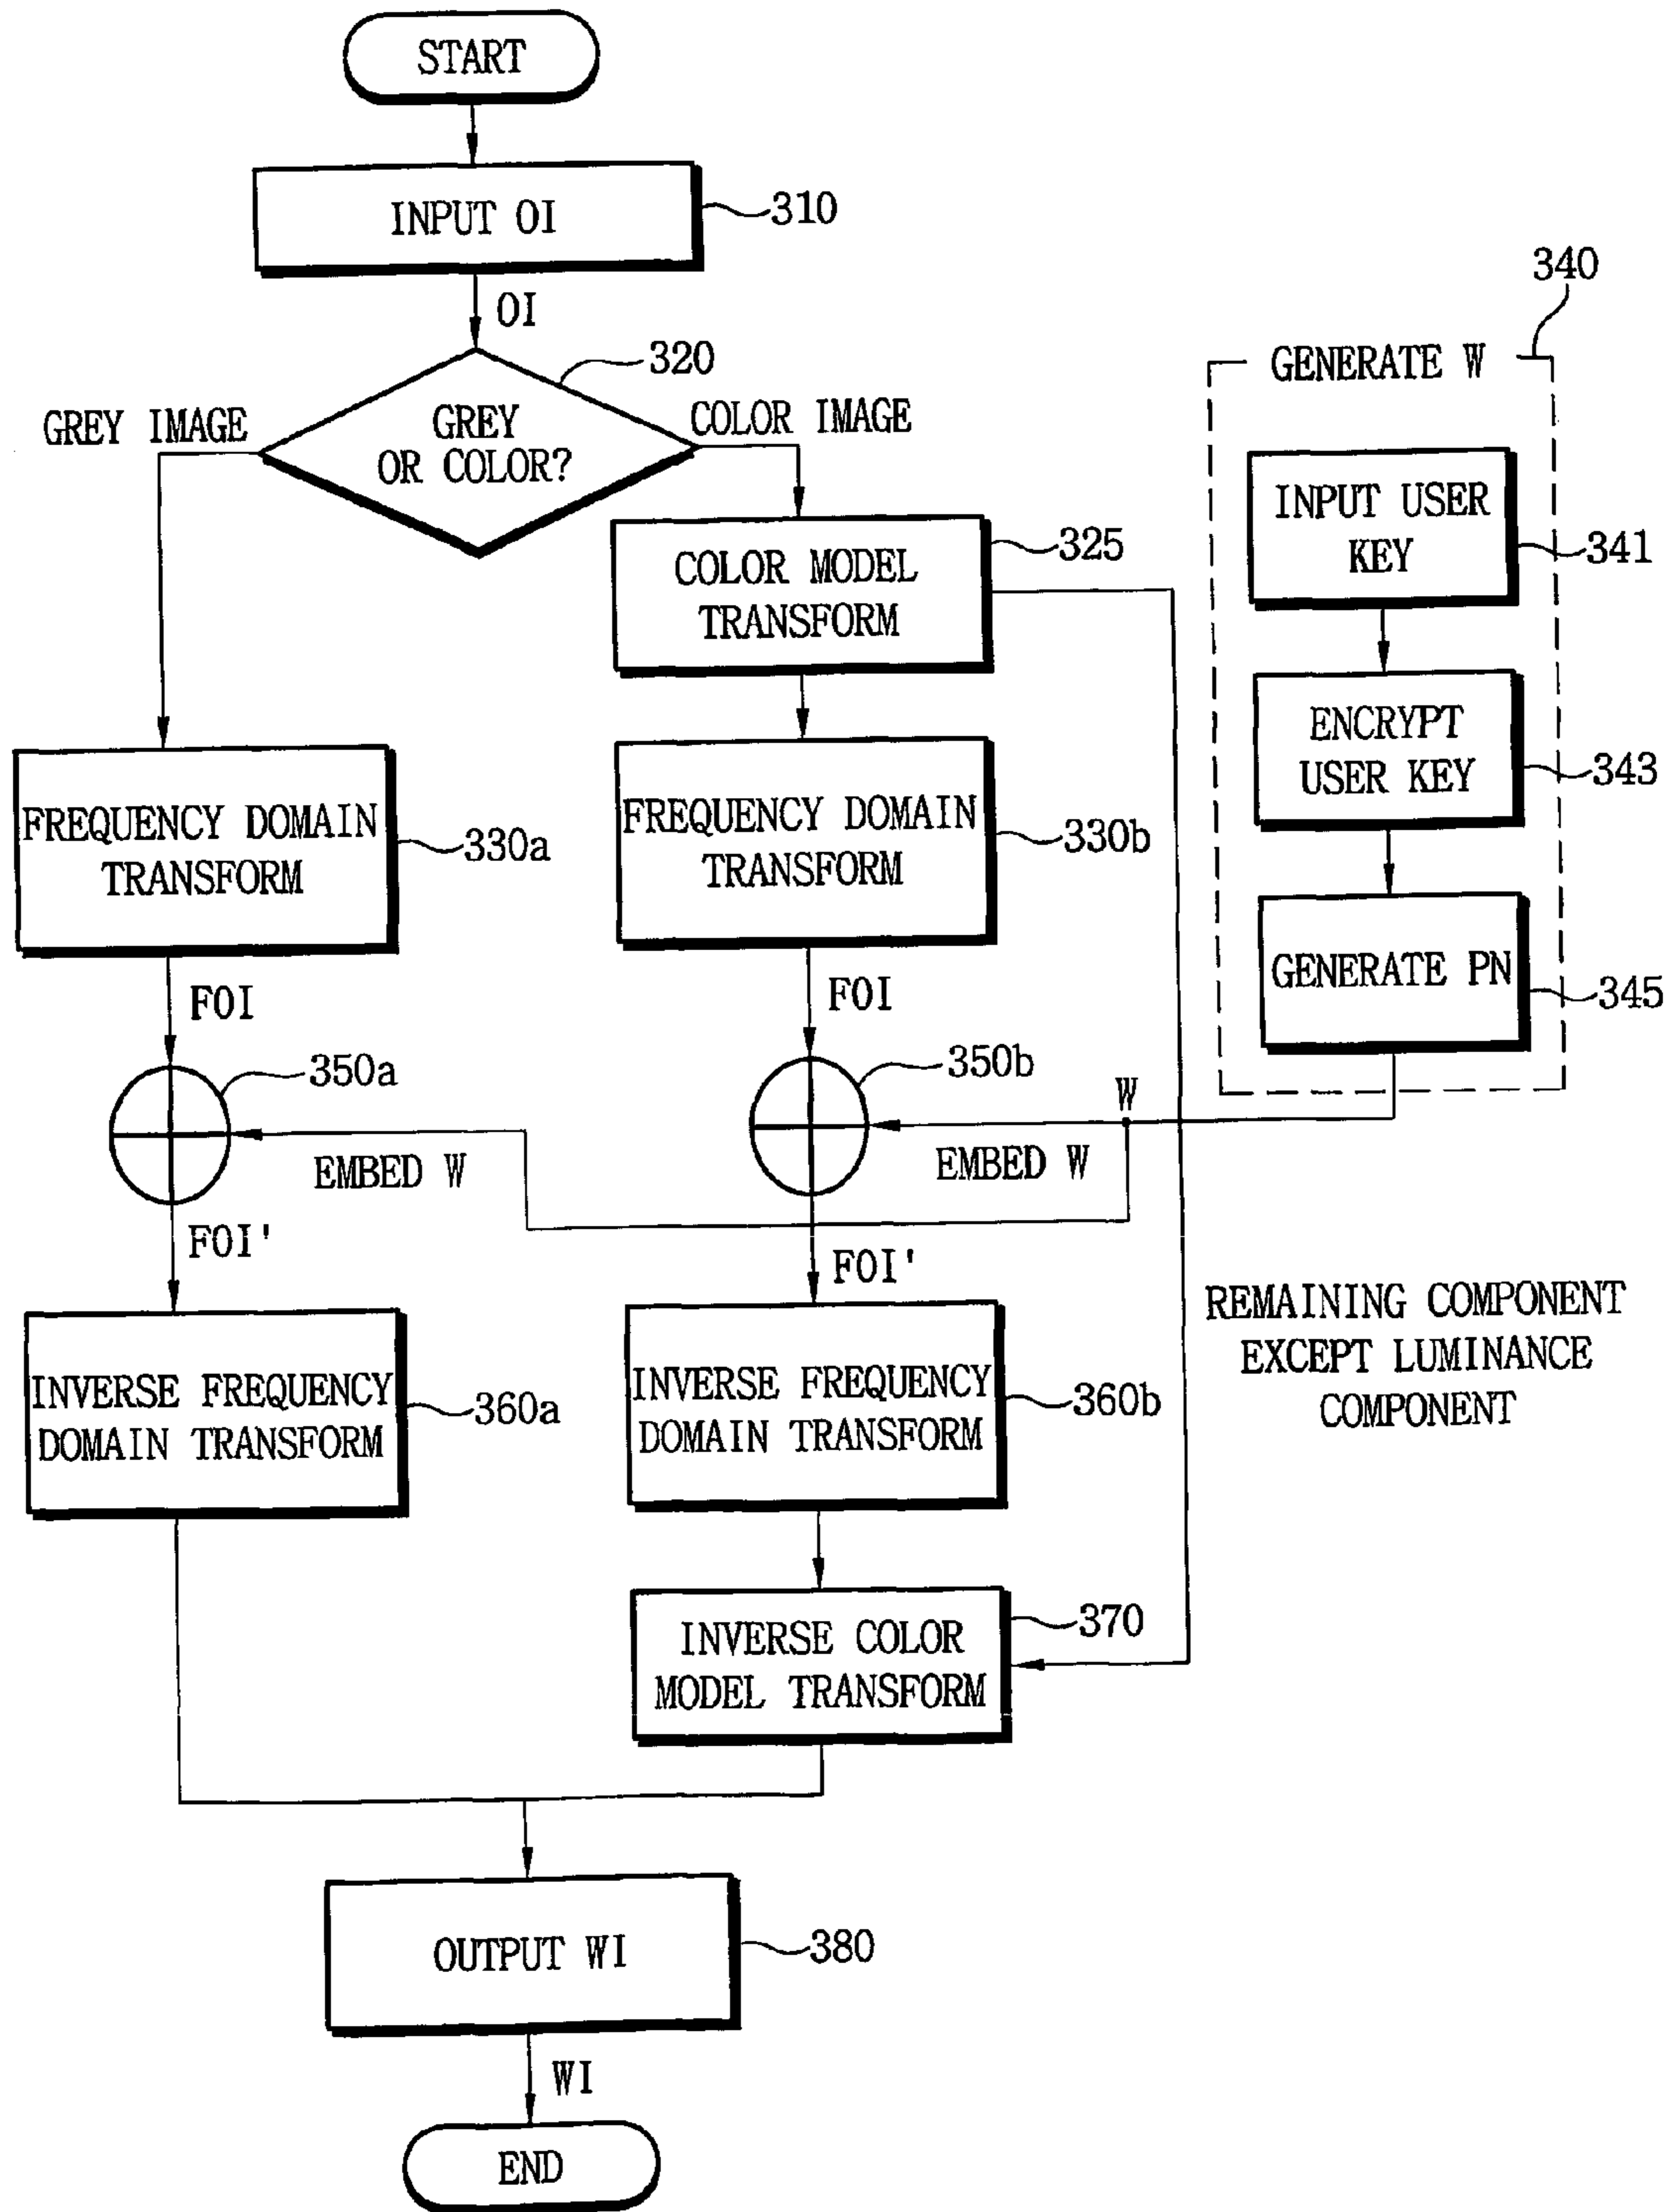 START
INPUT OI
310
OI
320
GREY
OR COLOR?
GREY IMAGE
COLOR IMAGE
340
GENERATE W
INPUT USER
KEY
341
COLOR MODEL
TRANSFORM
325
ENCRYPT
USER KEY
343
FREQUENCY DOMAIN
TRANSFORM
330a
FREQUENCY DOMAIN
TRANSFORM
330b
GENERATE PN
345
FOI
FOI
350a
350b
W
EMBED W
EMBED W
FOI'
FOI'
REMAINING COMPONENT
EXCEPT LUMINANCE
COMPONENT
INVERSE FREQUENCY
DOMAIN TRANSFORM
360a
INVERSE FREQUENCY
DOMAIN TRANSFORM
360b
INVERSE COLOR
MODEL TRANSFORM
370
OUTPUT WI
380
WI
END